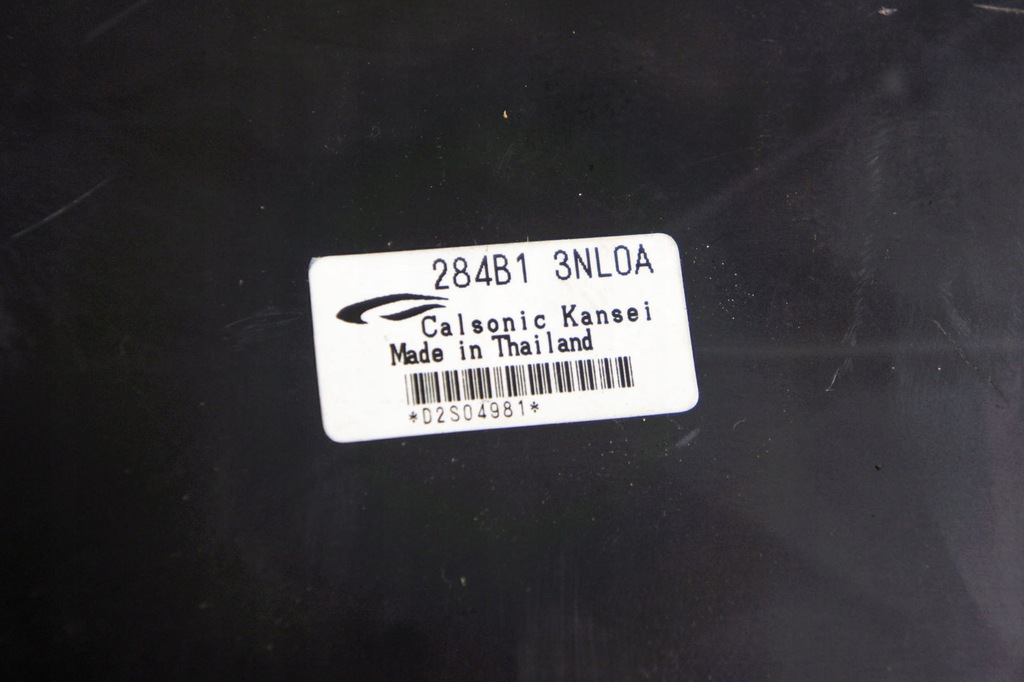 284B1 3NL0A
Calsonic Kansei
Made in Thailand
*D2S04981*